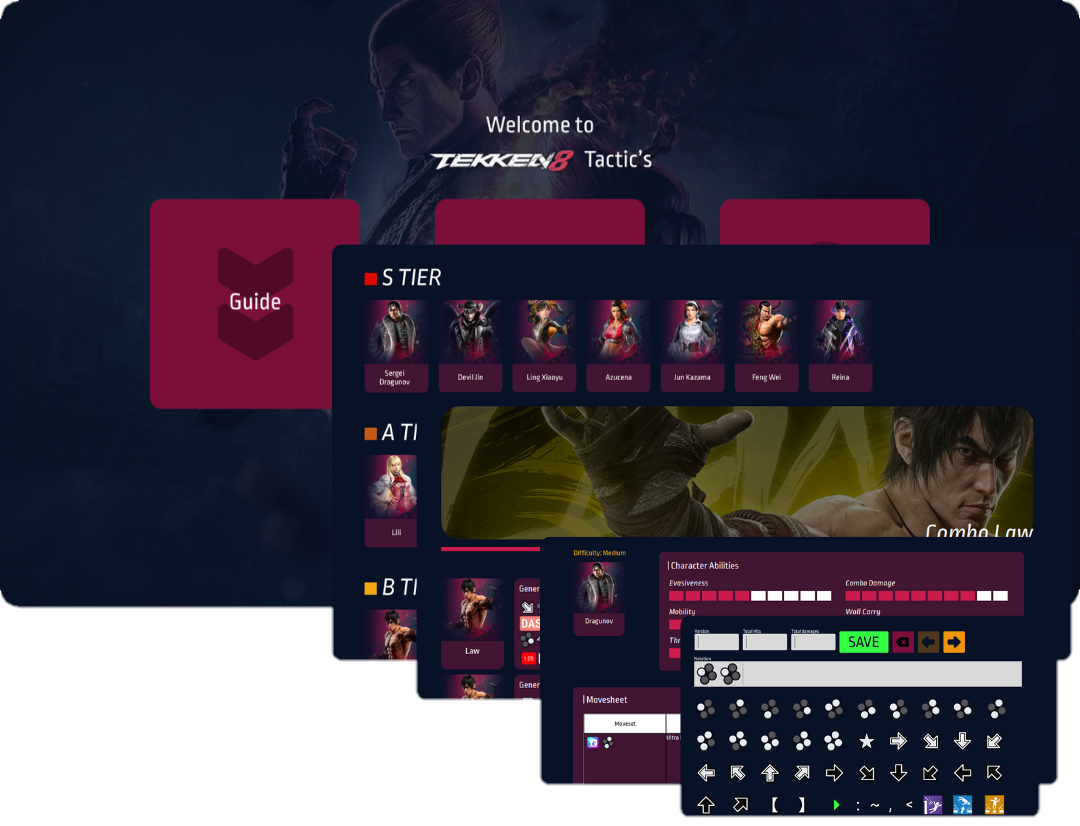 Welcome to
TEKKEN 8 Tactic's
Guide
S TIER
Sergei
Dragunov
Devil Jin
Ling Xiaoyu
Azucena
Jun Kazama
Feng Wei
Reina
A TI
Lili
Combo Law
B TI
Law
Gener
DAS
1:09
Gener
Difficulty: Medium
Dragunov
Character Abilities
Evasiveness
Combo Damage
Mobility
Wall Carry
Thr
Movesheet
Moveset
Ultra
Version
Total Hits
Total damages
SAVE
Notation
[ ] : ~ , <